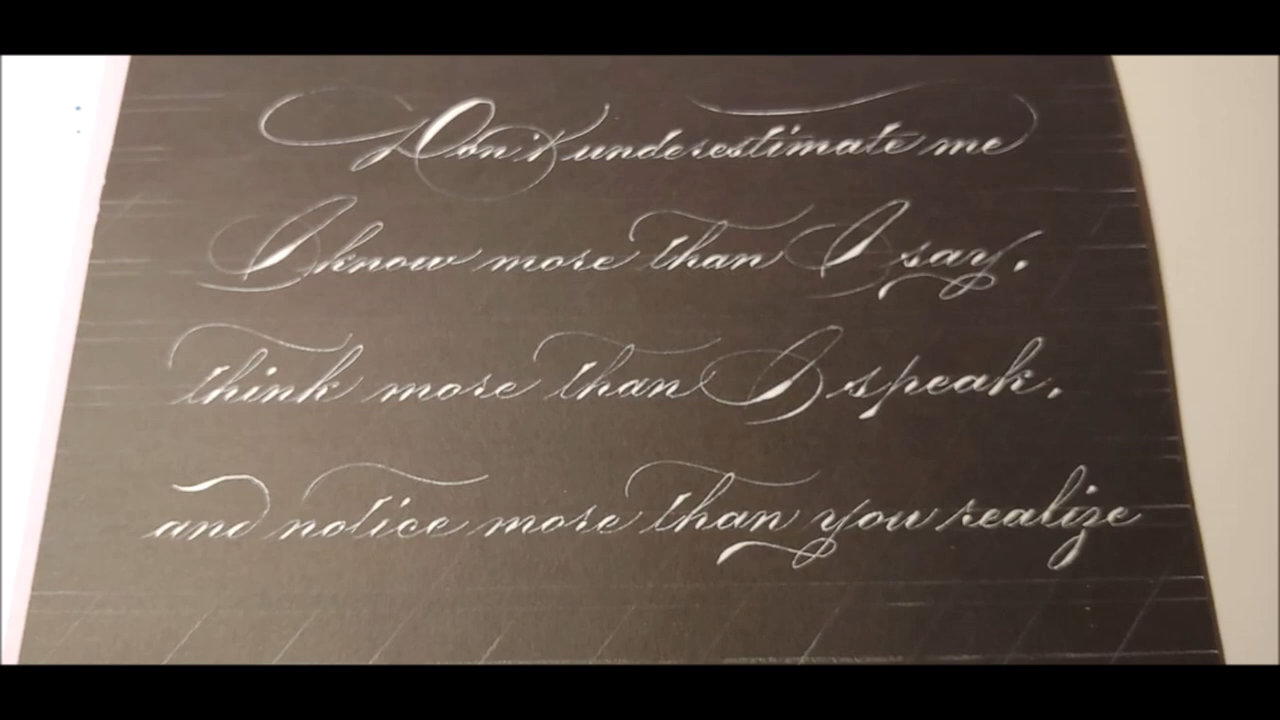 Don't underestimate me
I know more than I say,
think more than I speak,
and notice more than you realize